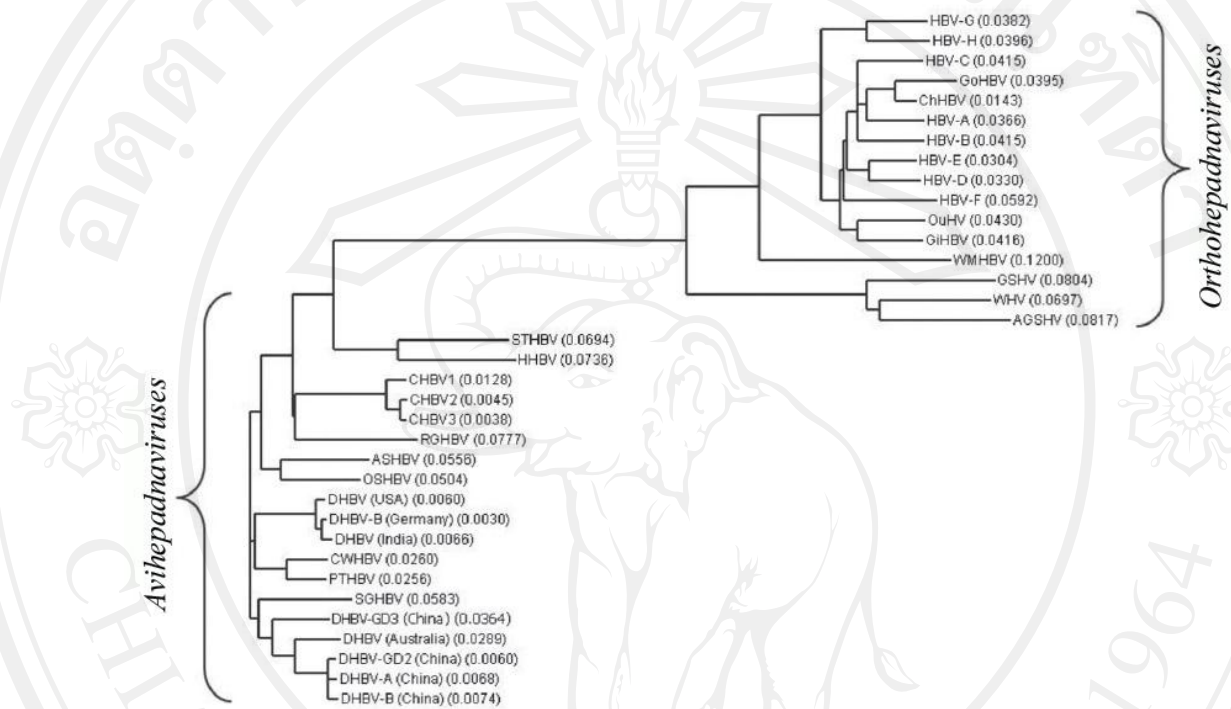 HBV-G (0.0382)
HBV-H (0.0396)
HBV-C (0.0415)
GoHBV (0.0395)
ChHBV (0.0143)
HBV-A (0.0366)
HBV-B (0.0415)
HBV-E (0.0304)
HBV-D (0.0330)
HBV-F (0.0592)
OuHV (0.0430)
GiHBV (0.0416)
WMHBV (0.1200)
GSHV (0.0804)
WHV (0.0697)
AGSHV (0.0817)
Orthohepadnaviruses
STHBV (0.0694)
HHBV (0.0736)
CHBV1 (0.0128)
CHBV2 (0.0045)
CHBV3 (0.0038)
RGHBV (0.0777)
ASHBV (0.0556)
OSHBV (0.0504)
DHBV (USA) (0.0060)
DHBV-B (Germany) (0.0030)
DHBV (India) (0.0066)
CWHBV (0.0260)
PTHBV (0.0256)
SGHBV (0.0583)
DHBV-GD3 (China) (0.0364)
DHBV (Australia) (0.0289)
DHBV-GD2 (China) (0.0060)
DHBV-A (China) (0.0068)
DHBV-B (China) (0.0074)
Avihepadnaviruses
1964